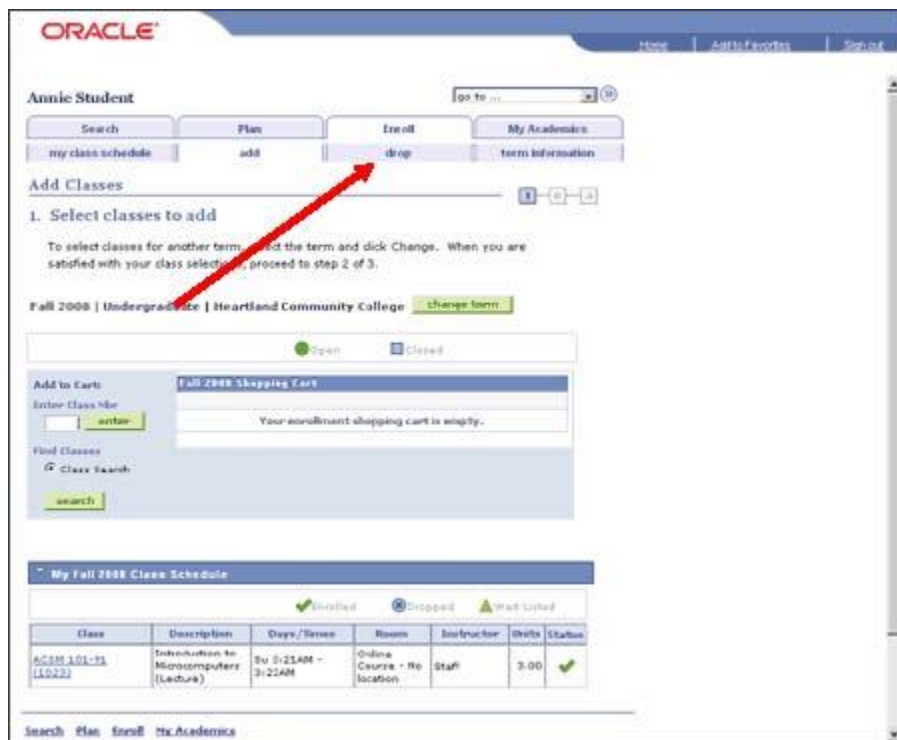 ORACLE
Home Add to Favorites Sign out
Annie Student
go to ...
Search Plan Enroll My Academics
my class schedule add drop term information
Add Classes
1
1. Select classes to add
To select classes for another term, the term and click Change. When you are
satisfied with your class selections, proceed to step 2 of 3.
Fall 2008 | Undergraduate | Heartland Community College change term
Open Closed
Add to Cart:
Fall 2008 Shopping Cart
Enter Class Nbr
enter
Your enrollment shopping cart is empty.
Find Classes
Class Search
search
My Fall 2008 Class Schedule
Enrolled Dropped Wait Listed
Class Description Days/Times Room Instructor Units Status
ACSM 101-91
(1023)
Introduction to
Microcomputers
(Lecture)
Su
Online
Course - No
location
Staff
3.00
Search Plan Enroll My Academics